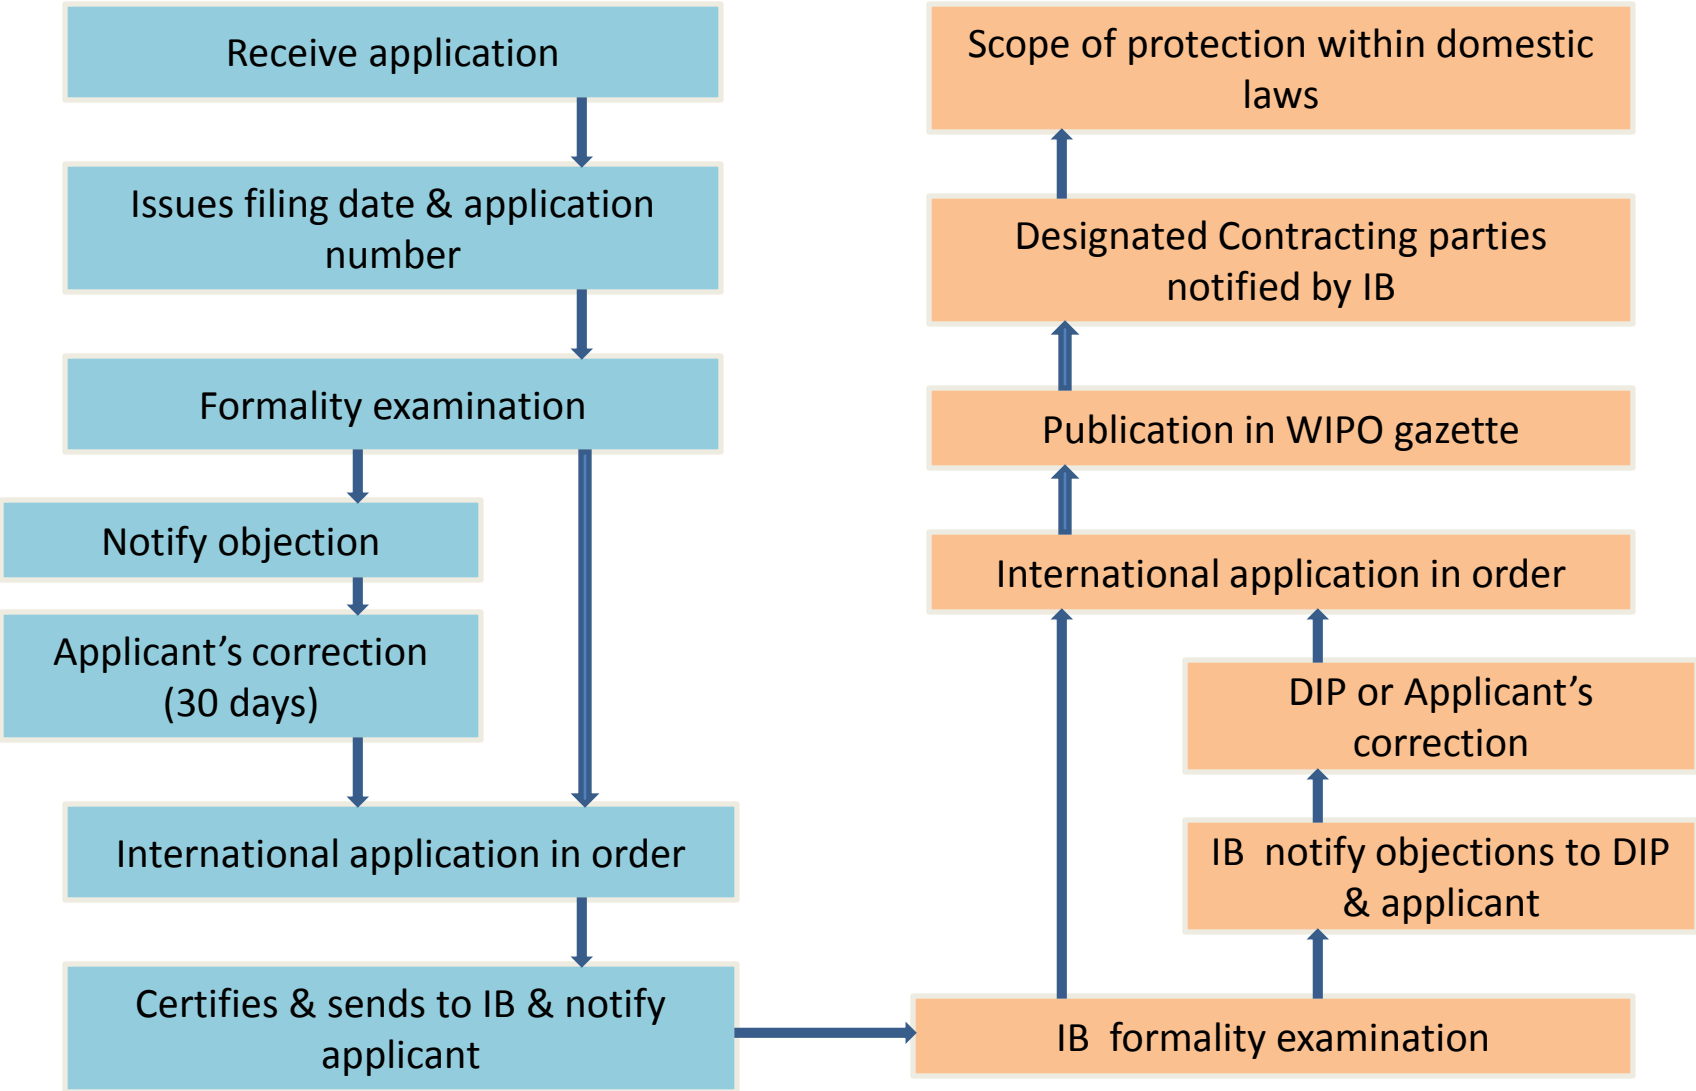 Receive application
Issues filing date & application
number
Formality examination
Notify objection
Applicant’s correction
(30 days)
International application in order
Certifies & sends to IB & notify
applicant
Scope of protection within domestic
laws
Designated Contracting parties
notified by IB
Publication in WIPO gazette
International application in order
DIP or Applicant’s
correction
IB  notify objections to DIP
& applicant
IB  formality examination